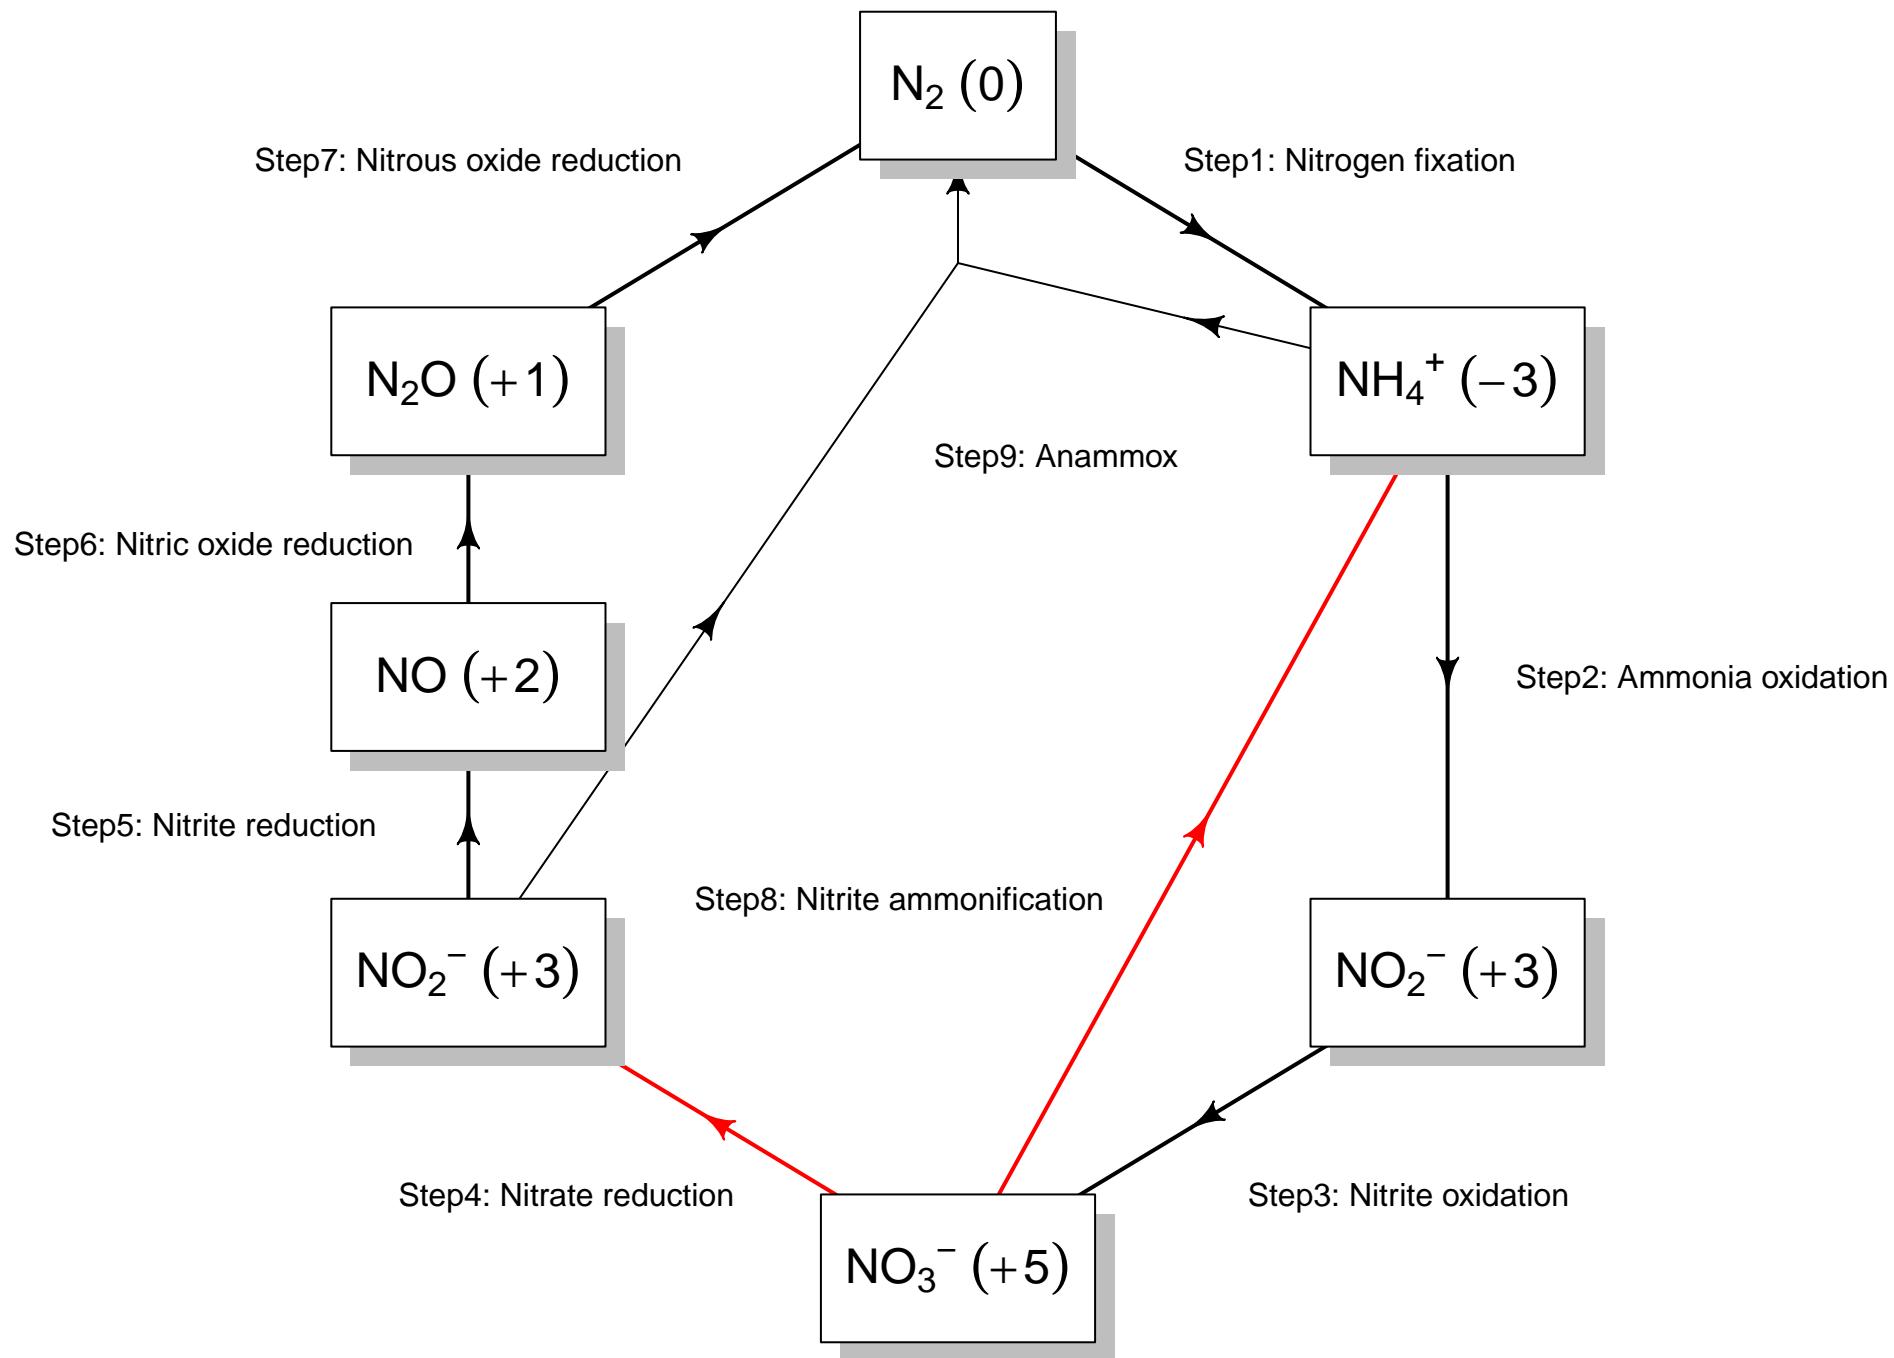 N₂ (0)
Step7: Nitrous oxide reduction
Step1: Nitrogen fixation
N₂O (+1)
NH₄⁺ (−3)
Step9: Anammox
Step6: Nitric oxide reduction
NO (+2)
Step2: Ammonia oxidation
Step5: Nitrite reduction
Step8: Nitrite ammonification
NO₂⁻ (+3)
NO₂⁻ (+3)
Step4: Nitrate reduction
Step3: Nitrite oxidation
NO₃⁻ (+5)